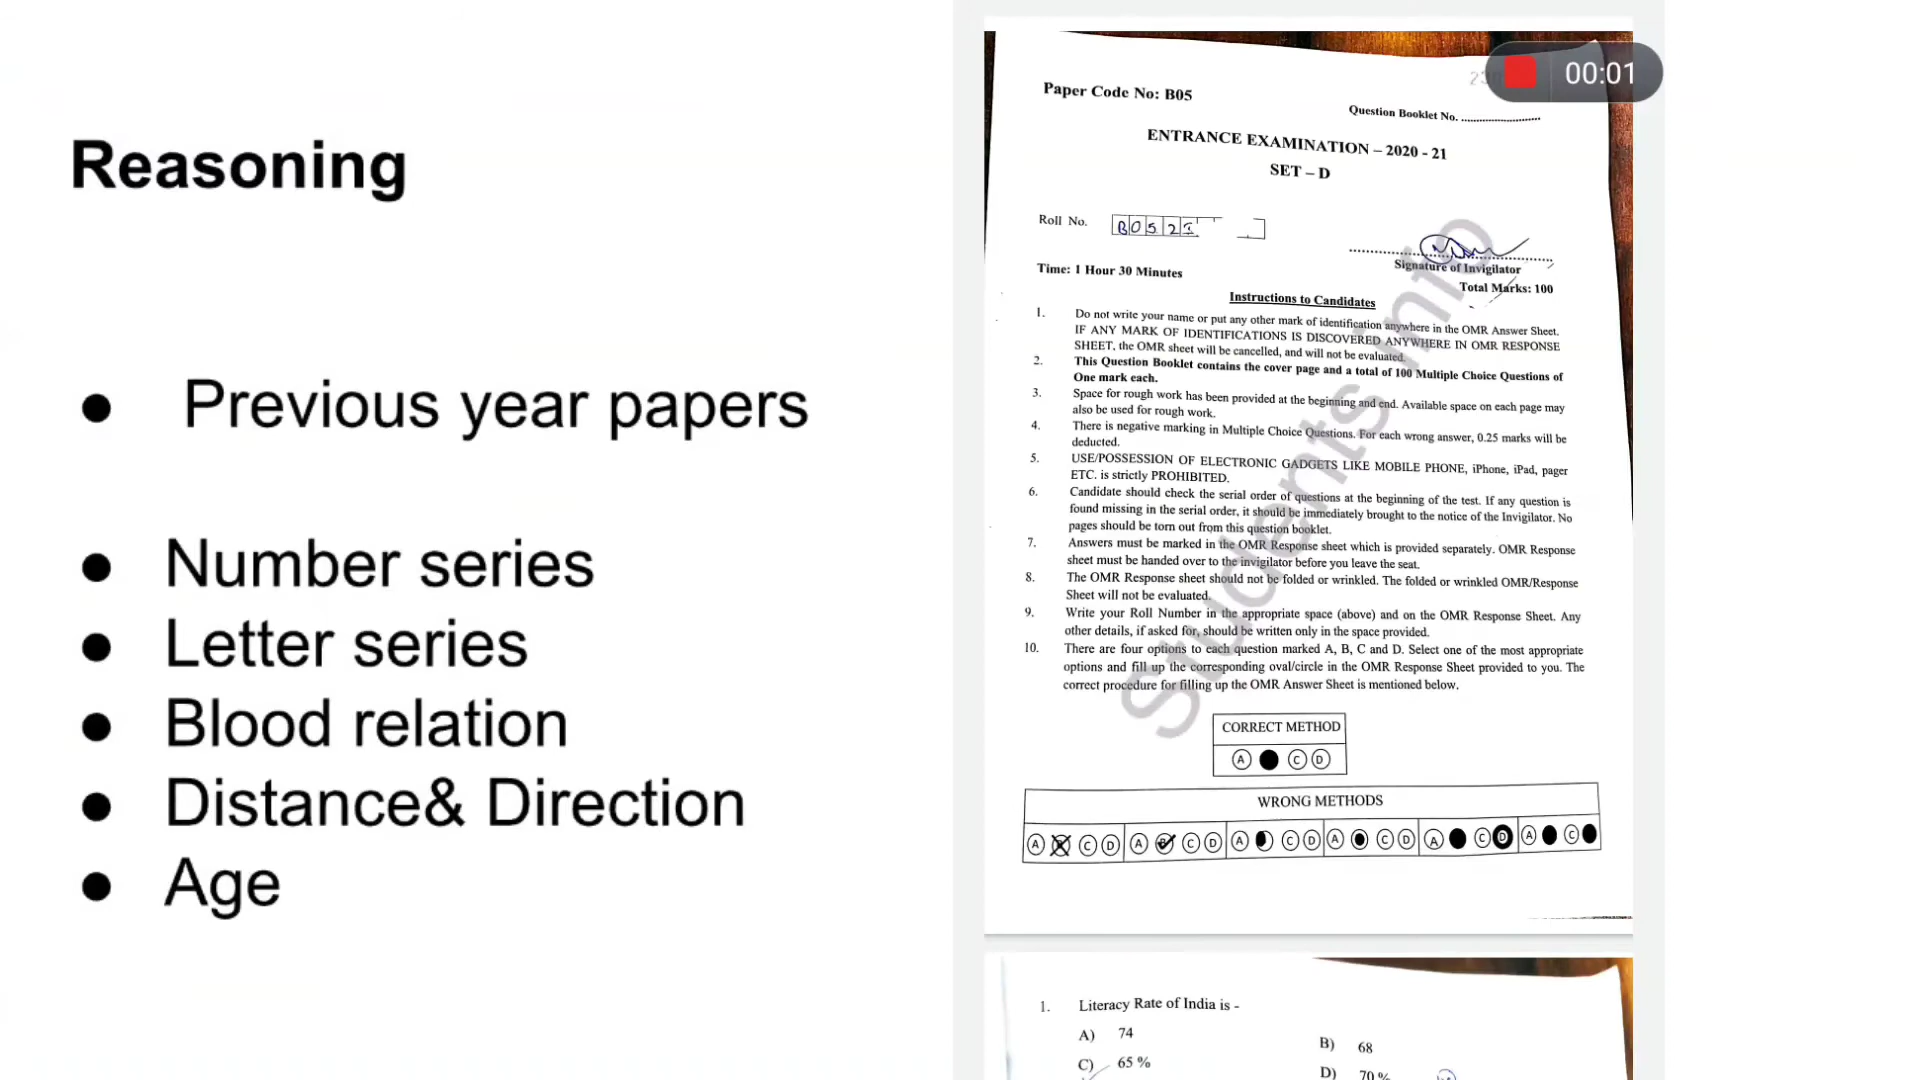 Reasoning
● Previous year papers
● Number series
● Letter series
● Blood relation
● Distance& Direction
● Age
00:01
Paper Code No: B05
Question Booklet No. ........................
ENTRANCE EXAMINATION – 2020 - 21
SET – D
Roll No. B052
Signature of Invigilator
Time: 1 Hour 30 Minutes
Total Marks: 100
Instructions to Candidates
1. Do not write your name or put any other mark of identification anywhere in the OMR Answer Sheet.
IF ANY MARK OF IDENTIFICATIONS IS DISCOVERED ANYWHERE IN OMR RESPONSE
SHEET, the OMR sheet will be cancelled, and will not be evaluated.
2. This Question Booklet contains the cover page and a total of 100 Multiple Choice Questions of
One mark each.
3. Space for rough work has been provided at the beginning and end. Available space on each page may
also be used for rough work.
4. There is negative marking in Multiple Choice Questions. For each wrong answer, 0.25 marks will be
deducted.
5. USE/POSSESSION OF ELECTRONIC GADGETS LIKE MOBILE PHONE, iPhone, iPad, pager
ETC. is strictly PROHIBITED.
6. Candidate should check the serial order of questions at the beginning of the test. If any question is
found missing in the serial order, it should be immediately brought to the notice of the Invigilator. No
pages should be torn out from this question booklet.
7. Answers must be marked in the OMR Response sheet which is provided separately. OMR Response
sheet must be handed over to the invigilator before you leave the seat.
8. The OMR Response sheet should not be folded or wrinkled. The folded or wrinkled OMR/Response
Sheet will not be evaluated.
9. Write your Roll Number in the appropriate space (above) and on the OMR Response Sheet. Any
other details, if asked for, should be written only in the space provided.
10. There are four options to each question marked A, B, C and D. Select one of the most appropriate
options and fill up the corresponding oval/circle in the OMR Response Sheet provided to you. The
correct procedure for filling up the OMR Answer Sheet is mentioned below.
Students info
CORRECT METHOD
A C D
WRONG METHODS
A C D A C D A C D A C D A C D A C
1. Literacy Rate of India is -
A) 74
B) 68
C) 65 %
D) 70 %